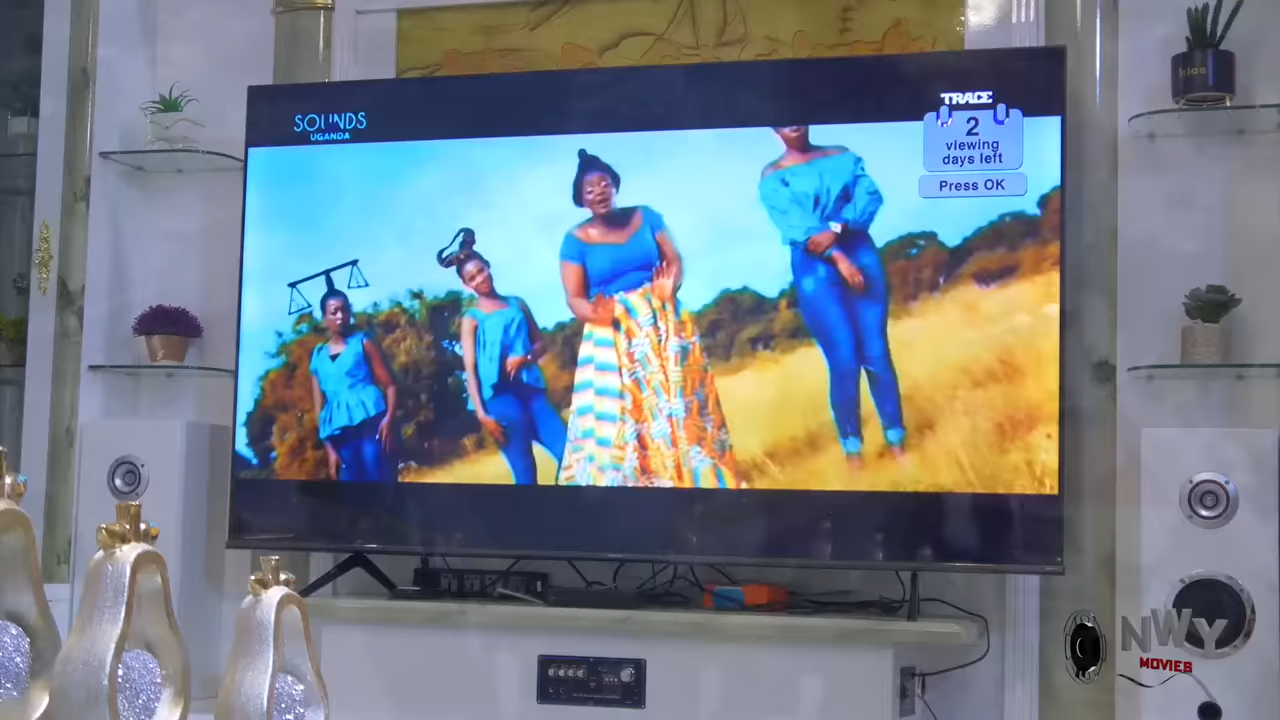 SOUNDS
UGANDA
TRACE
2
viewing
days left
Press OK
NWY
MOVIES